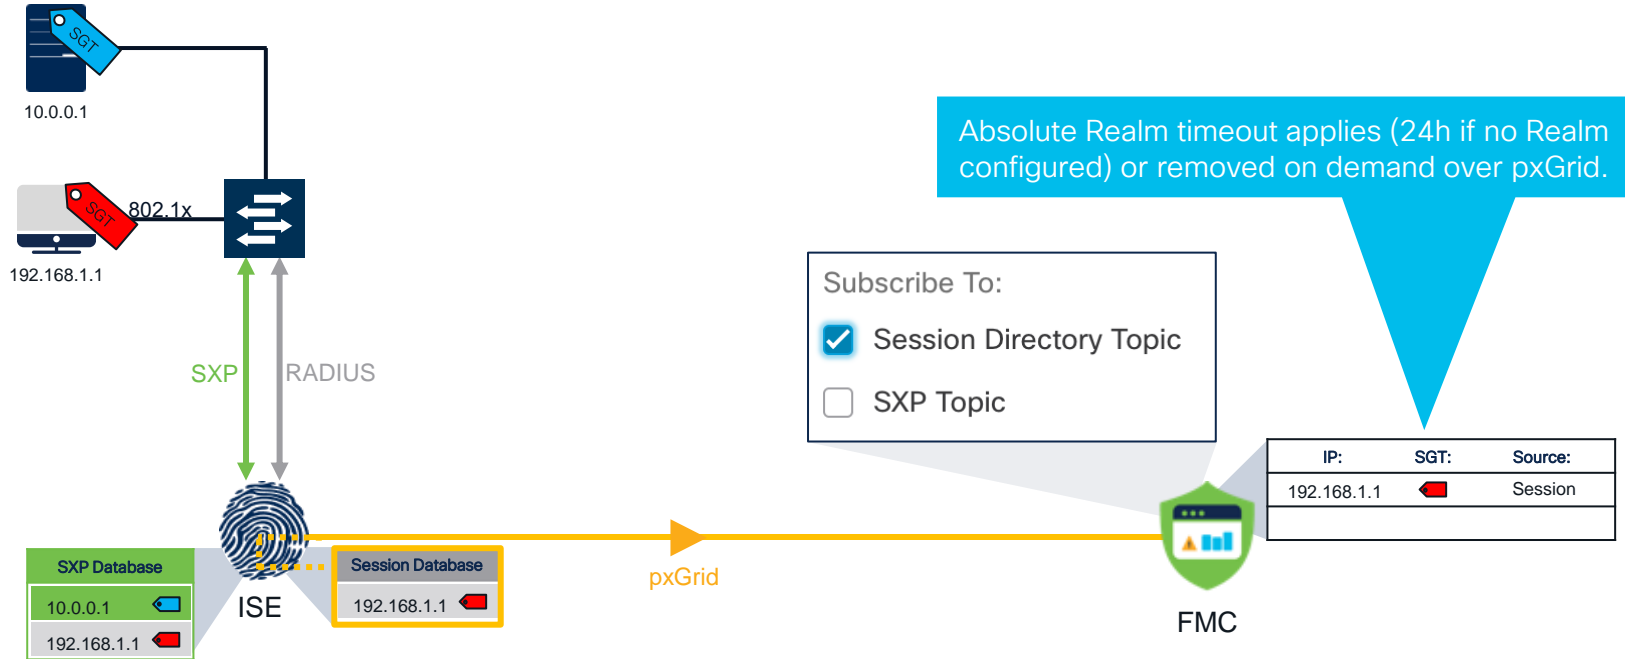 SGT
10.0.0.1
SGT
802.1x
192.168.1.1
SXP
RADIUS
SXP Database
10.0.0.1
192.168.1.1
ISE
Session Database
192.168.1.1
pxGrid
Subscribe To:
Session Directory Topic
SXP Topic
Absolute Realm timeout applies (24h if no Realm
configured) or removed on demand over pxGrid.
IP: SGT: Source:
192.168.1.1 Session
FMC